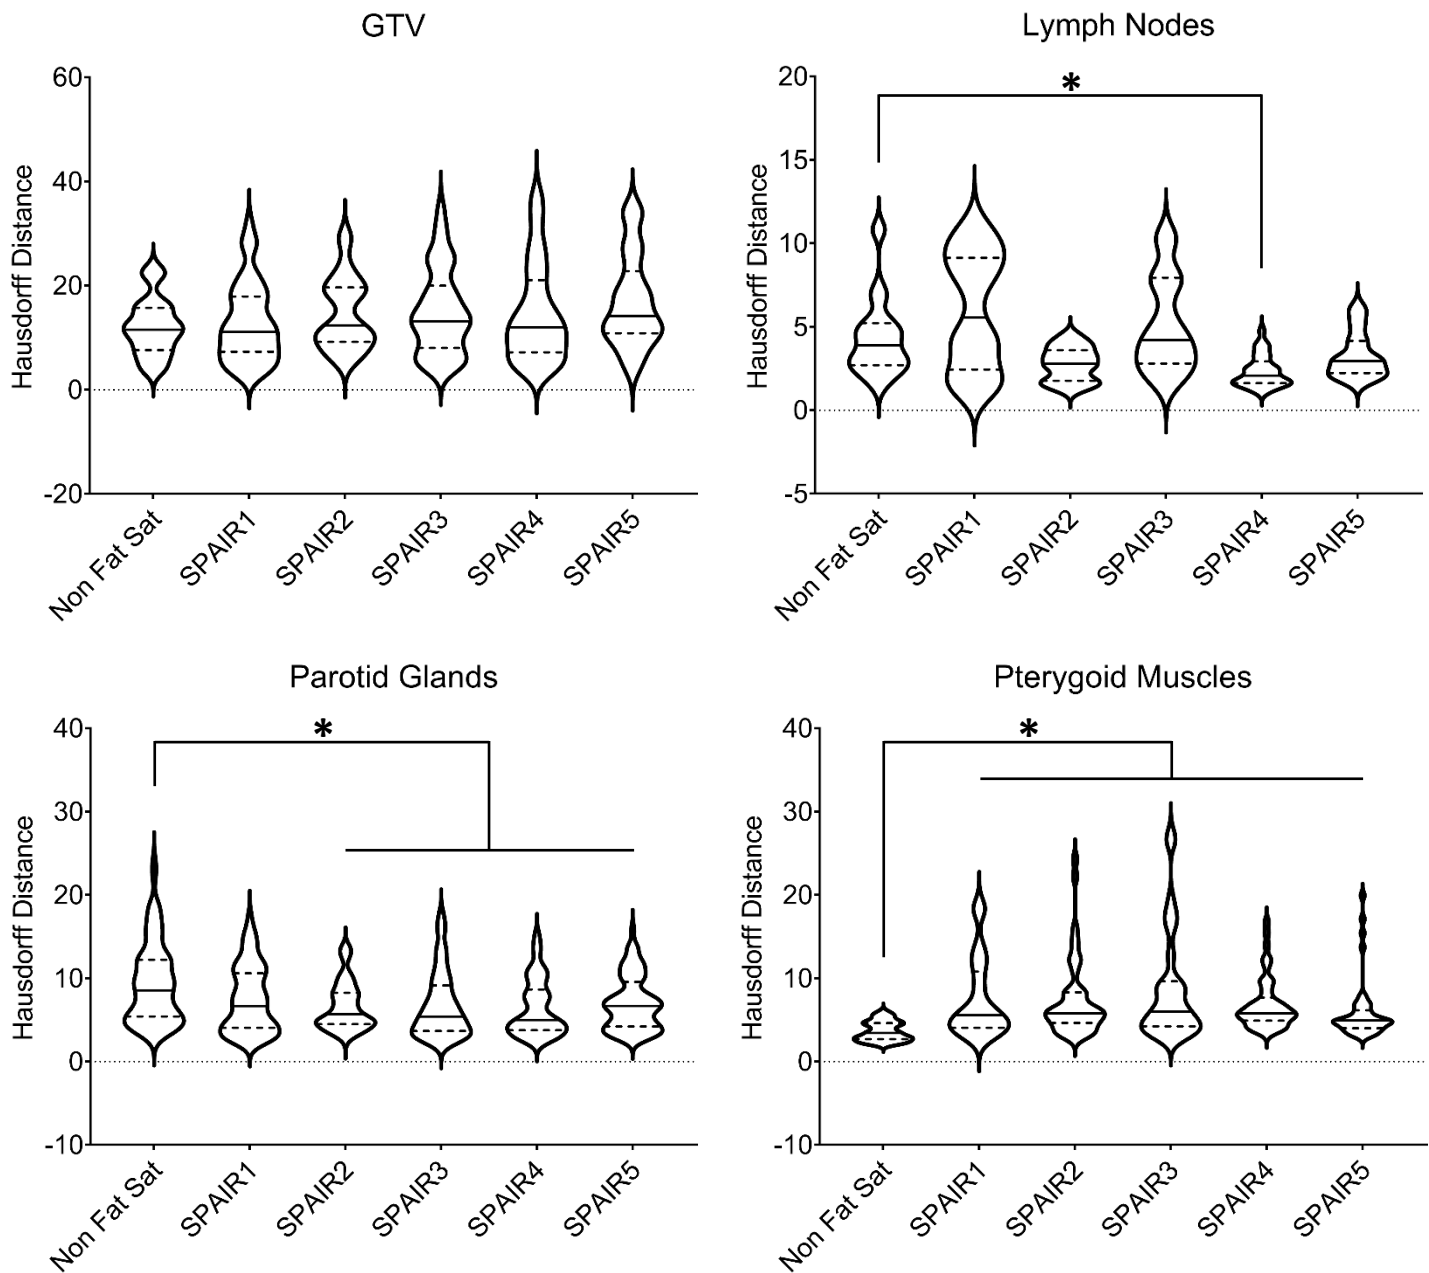 GTV
60
40
20
0
-20
Hausdorff Distance
Non Fat Sat
SPAIR1
SPAIR2
SPAIR3
SPAIR4
SPAIR5
Lymph Nodes
20
15
10
5
0
-5
Hausdorff Distance
*
Non Fat Sat
SPAIR1
SPAIR2
SPAIR3
SPAIR4
SPAIR5
Parotid Glands
40
30
20
10
0
-10
Hausdorff Distance
*
Non Fat Sat
SPAIR1
SPAIR2
SPAIR3
SPAIR4
SPAIR5
Pterygoid Muscles
40
30
20
10
0
-10
Hausdorff Distance
*
Non Fat Sat
SPAIR1
SPAIR2
SPAIR3
SPAIR4
SPAIR5